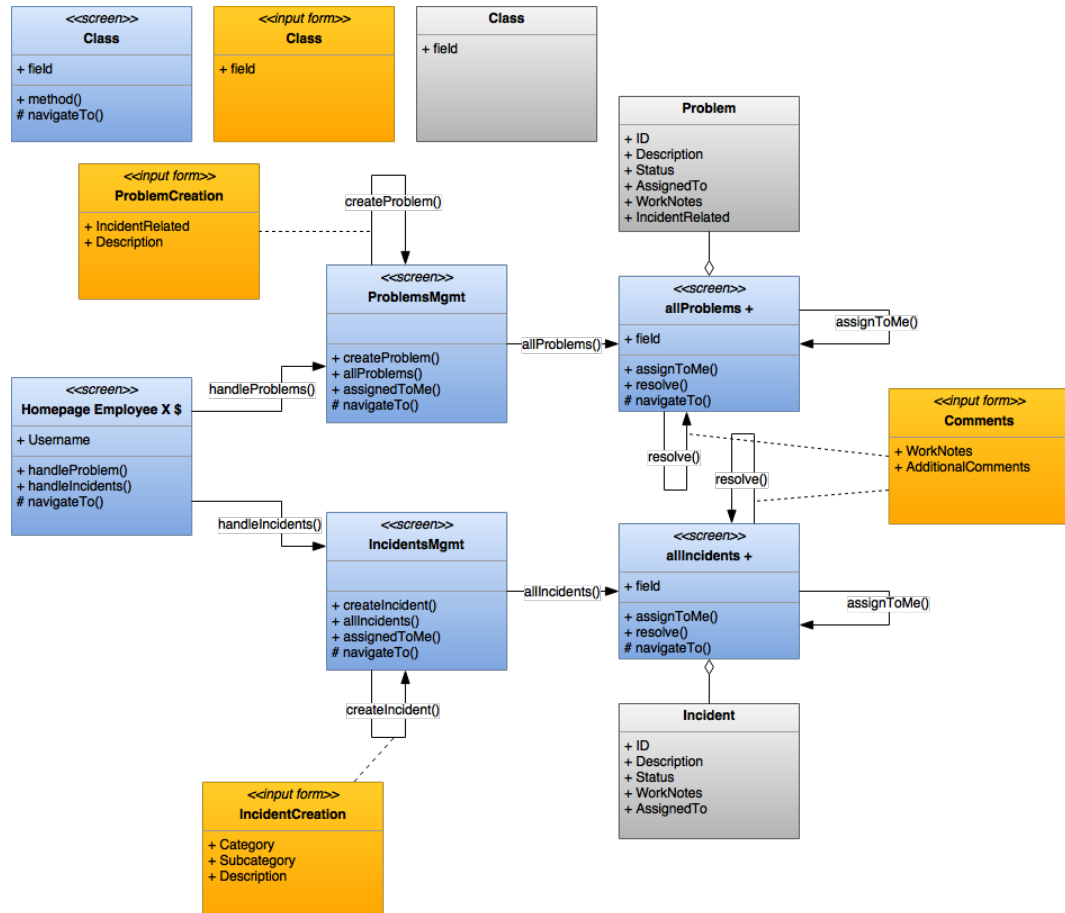 <<screen>>
Class
+ field
+ method()
# navigateTo()
<<input form>>
Class
+ field
Class
+ field
Problem
+ ID
+ Description
+ Status
+ AssignedTo
+ WorkNotes
+ IncidentRelated
<<input form>>
ProblemCreation
+ IncidentRelated
+ Description
createProblem()
<<screen>>
ProblemsMgmt
+ createProblem()
+ allProblems()
+ assignedToMe()
# navigateTo()
allProblems()
<<screen>>
allProblems +
+ field
+ assignToMe()
+ resolve()
# navigateTo()
assignToMe()
handleProblems()
<<screen>>
Homepage Employee X $
+ Username
+ handleProblem()
+ handleIncidents()
# navigateTo()
<<input form>>
Comments
+ WorkNotes
+ AdditionalComments
resolve()
resolve()
handleIncidents()
<<screen>>
IncidentsMgmt
+ createIncident()
+ allIncidents()
+ assignedToMe()
# navigateTo()
allIncidents()
<<screen>>
allIncidents +
+ field
+ assignToMe()
+ resolve()
# navigateTo()
assignToMe()
createIncident()
Incident
+ ID
+ Description
+ Status
+ WorkNotes
+ AssignedTo
<<input form>>
IncidentCreation
+ Category
+ Subcategory
+ Description